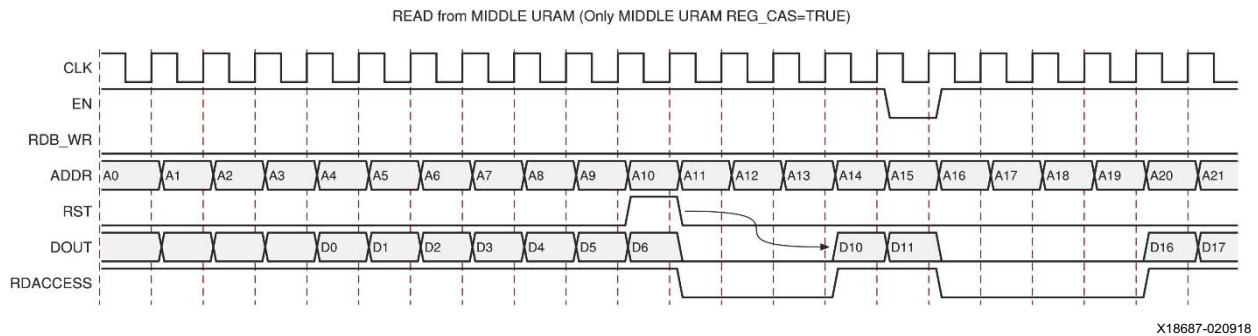 READ from MIDDLE URAM (Only MIDDLE URAM REG_CAS=TRUE)
CLK
EN
RDB_WR
ADDR A0 A1 A2 A3 A4 A5 A6 A7 A8 A9 A10 A11 A12 A13 A14 A15 A16 A17 A18 A19 A20 A21
RST
DOUT D0 D1 D2 D3 D4 D5 D6 D10 D11 D16 D17
RDACCESS
X18687-020918